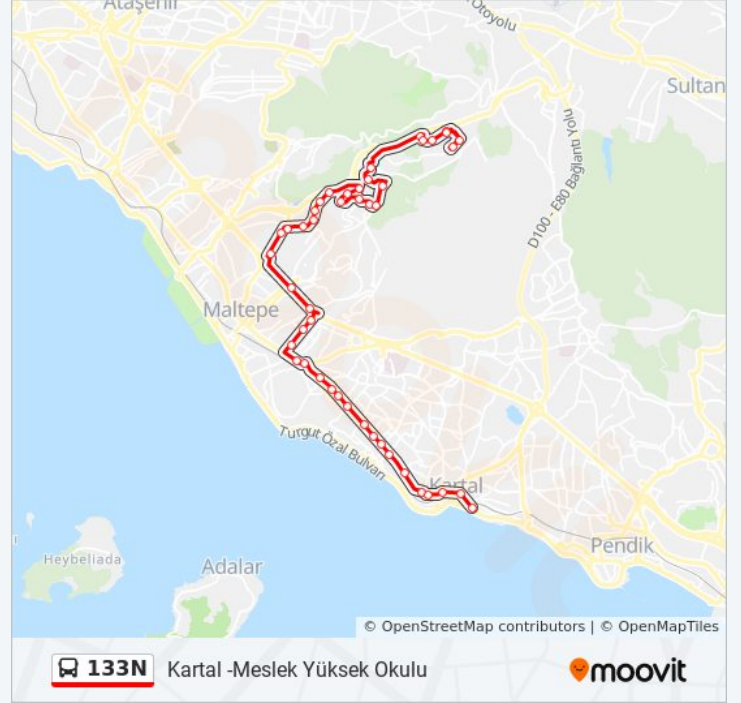 Ataşehir
Otoyolu
Sultan
D100 - E80 Bağlantı Yolu
Maltepe
Turgut Özal Bulvarı
Kartal
Pendik
Heybeliada
Adalar
© OpenStreetMap contributors | © OpenMapTiles
133N Kartal -Meslek Yüksek Okulu moovit